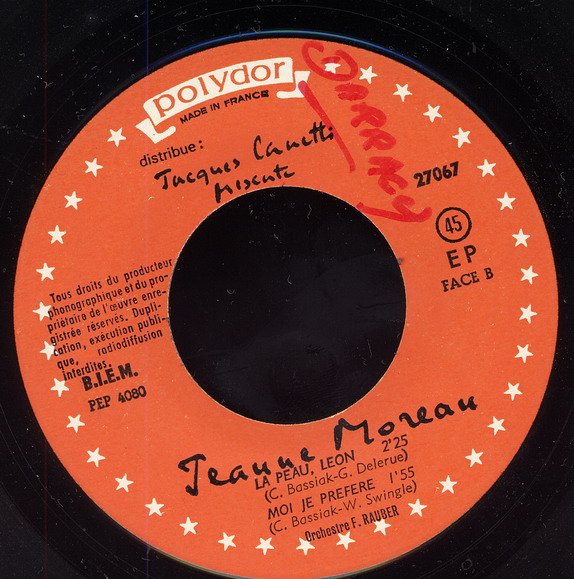 polydor
MADE IN FRANCE
distribue :
Jacques Canetti
présente
27067
45
EP
FACE B
Tous droits du producteur
phonographique et du pro-
priétaire de l'œuvre enre-
gistrée réservés. Dupli-
cation, exécution publi-
que, radiodiffusion
interdites.
B.I.E.M.
PEP 4080
Jeanne Moreau
LA PEAU, LEON 2'25
(C. Bassiak-G. Delerue)
MOI JE PREFERE 1'55
(C. Bassiak-W. Swingle)
Orchestre F. RAUBER